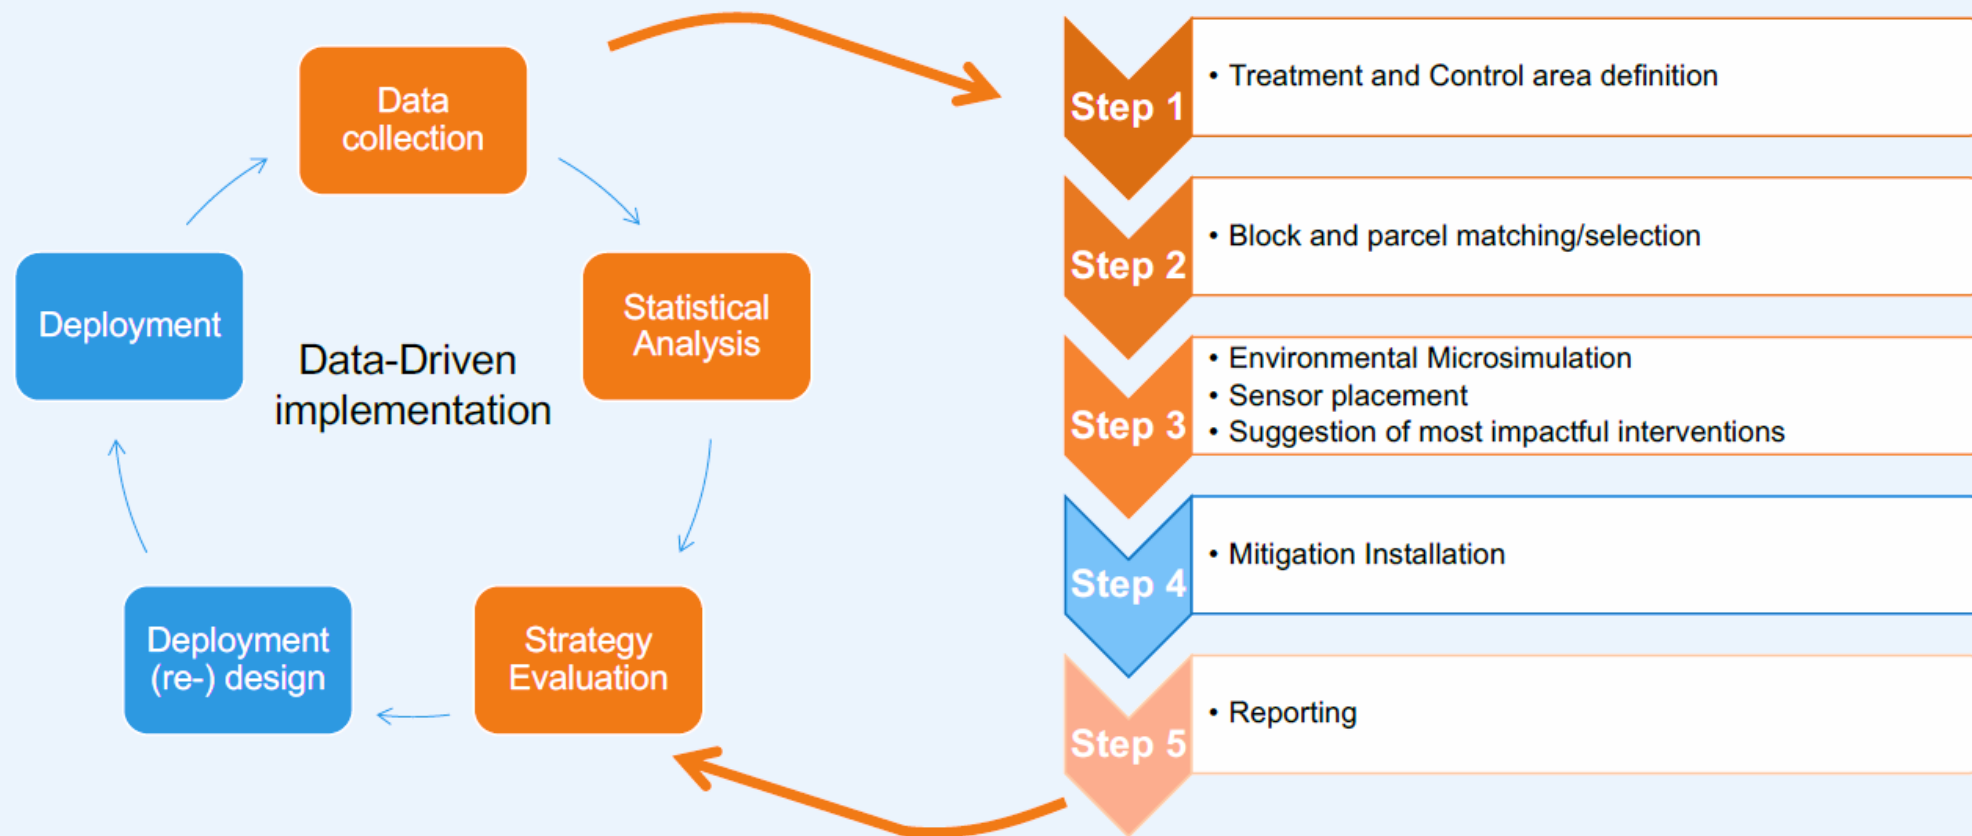 Data
collection
Statistical
Analysis
Strategy
Evaluation
Deployment
(re-) design
Deployment
Data-Driven
implementation
Step 1
• Treatment and Control area definition
Step 2
• Block and parcel matching/selection
Step 3
• Environmental Microsimulation
• Sensor placement
• Suggestion of most impactful interventions
Step 4
• Mitigation Installation
Step 5
• Reporting